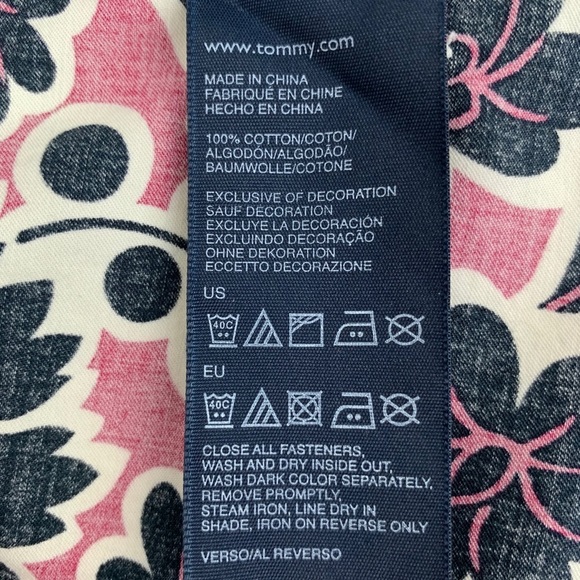 www.tommy.com
MADE IN CHINA
FABRIQUÉ EN CHINE
HECHO EN CHINA
100% COTTON/COTON/
ALGODÓN/ALGODÃO/
BAUMWOLLE/COTONE
EXCLUSIVE OF DECORATION
SAUF DECORATION
EXCLUYE LA DECORACIÓN
EXCLUINDO DECORAÇÃO
OHNE DEKORATION
ECCETTO DECORAZIONE
US
40C
EU
40C
CLOSE ALL FASTENERS,
WASH AND DRY INSIDE OUT,
WASH DARK COLOR SEPARATELY,
REMOVE PROMPTLY,
STEAM IRON, LINE DRY IN
SHADE, IRON ON REVERSE ONLY
VERSO/AL REVERSO